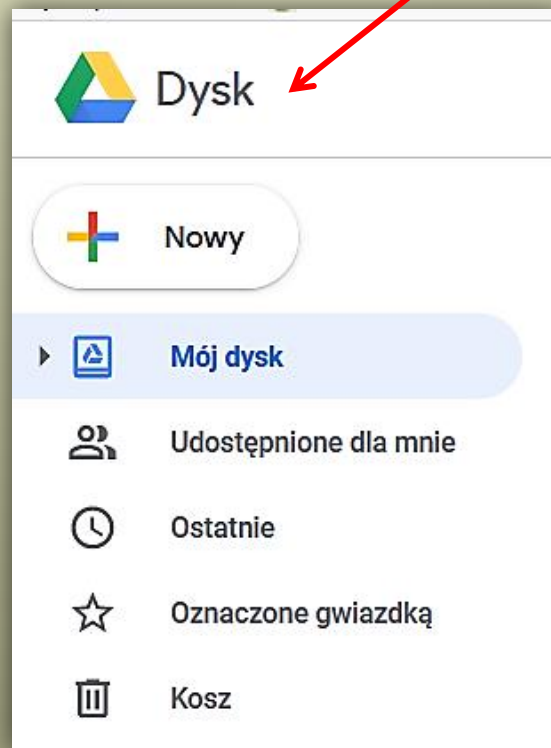 Dysk
Nowy
Mój dysk
Udostępnione dla mnie
Ostatnie
Oznaczone gwiazdką
Kosz